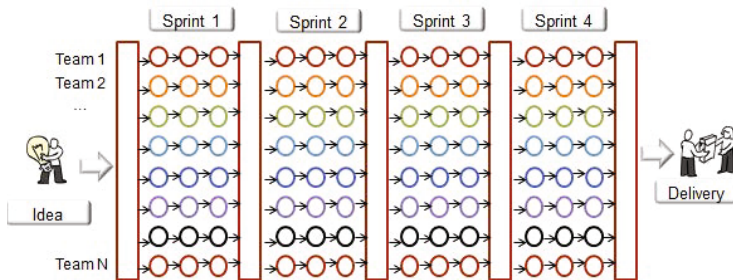 Sprint 1
Sprint 2
Sprint 3
Sprint 4
Team 1
Team 2
...
Idea
Delivery
Team N